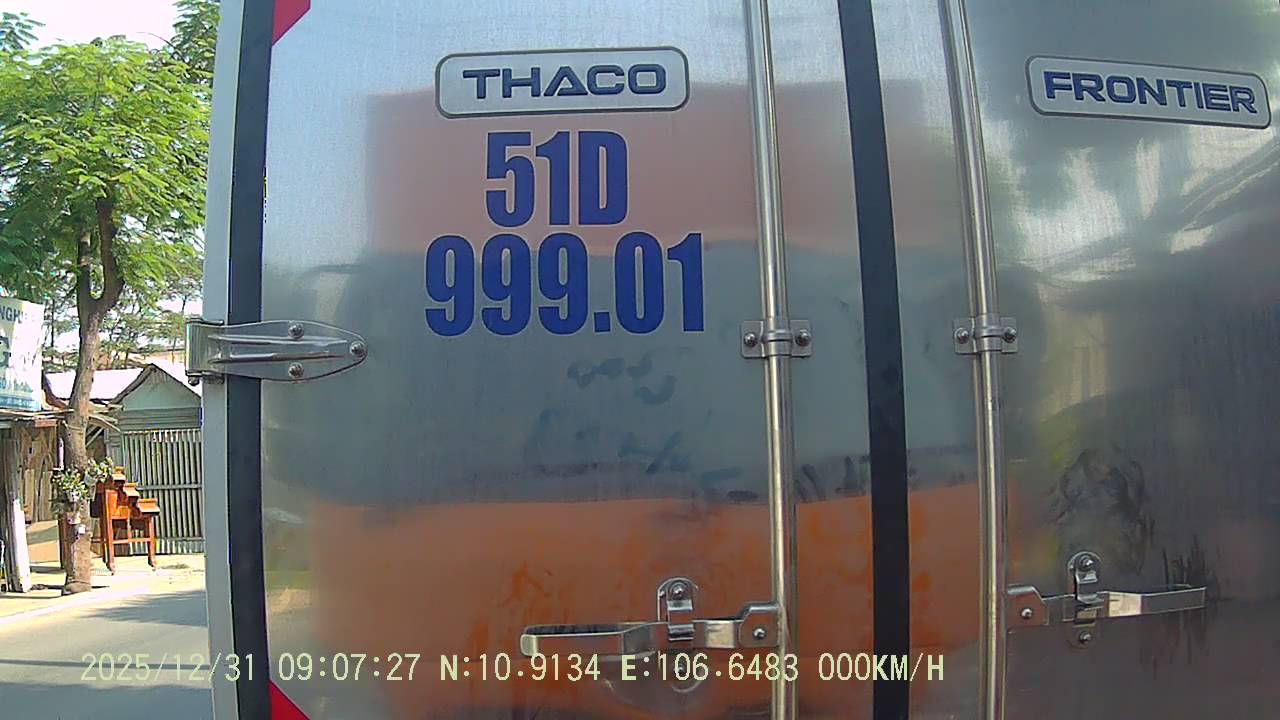 THACO
FRONTIER
51D
999.01
2025/12/31 09:07:27 N:10.9134 E:106.6483 000KM/H